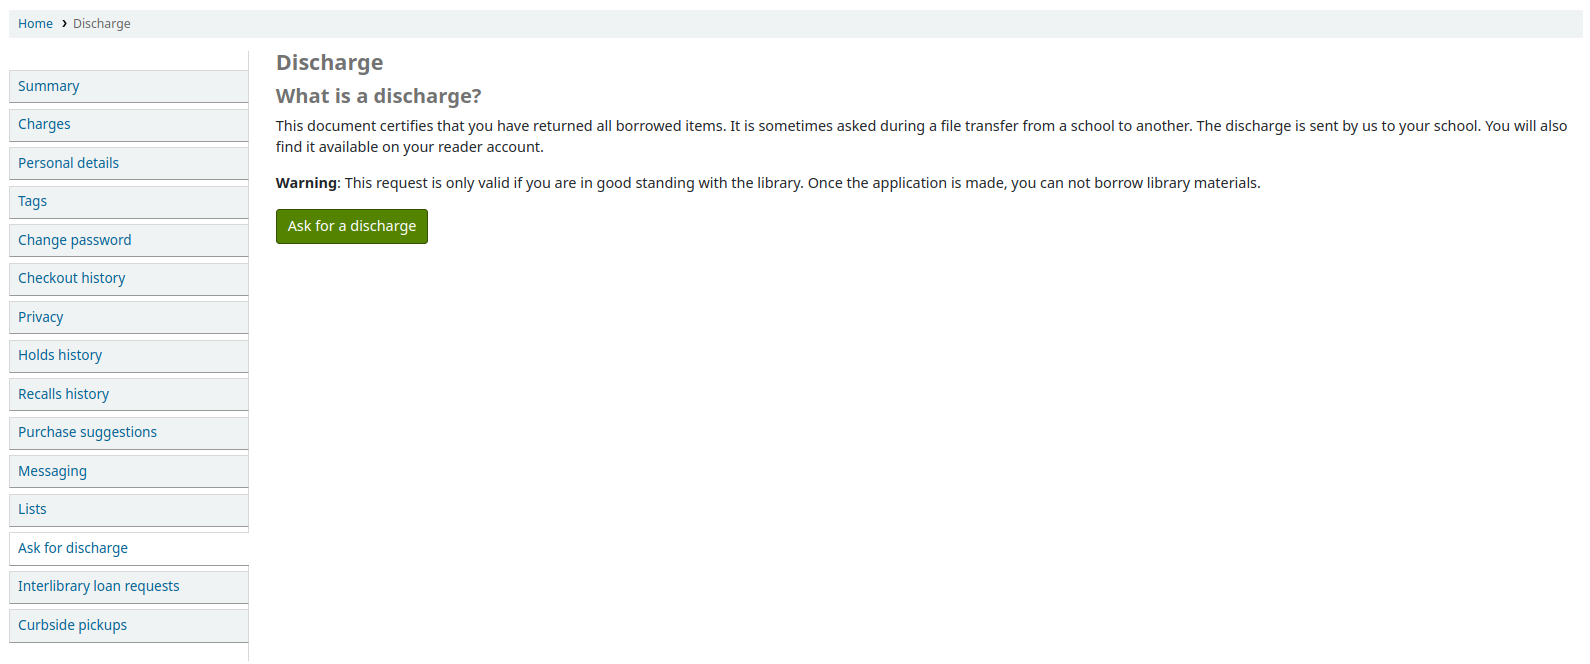 Home › Discharge
Summary
Charges
Personal details
Tags
Change password
Checkout history
Privacy
Holds history
Recalls history
Purchase suggestions
Messaging
Lists
Ask for discharge
Interlibrary loan requests
Curbside pickups
Discharge
What is a discharge?
This document certifies that you have returned all borrowed items. It is sometimes asked during a file transfer from a school to another. The discharge is sent by us to your school. You will also
find it available on your reader account.
Warning: This request is only valid if you are in good standing with the library. Once the application is made, you can not borrow library materials.
Ask for a discharge